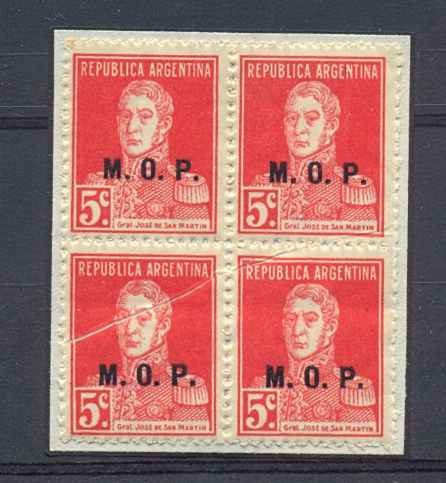 REPUBLICA ARGENTINA
M. O. P.
5c
Gral José de San Martin
REPUBLICA ARGENTINA
M. O. P.
5c
Gral José de San Martin
REPUBLICA ARGENTINA
M. O. P.
5c
Gral José de San Martin
REPUBLICA ARGENTINA
M. O. P.
5c
Gral José de San Martin